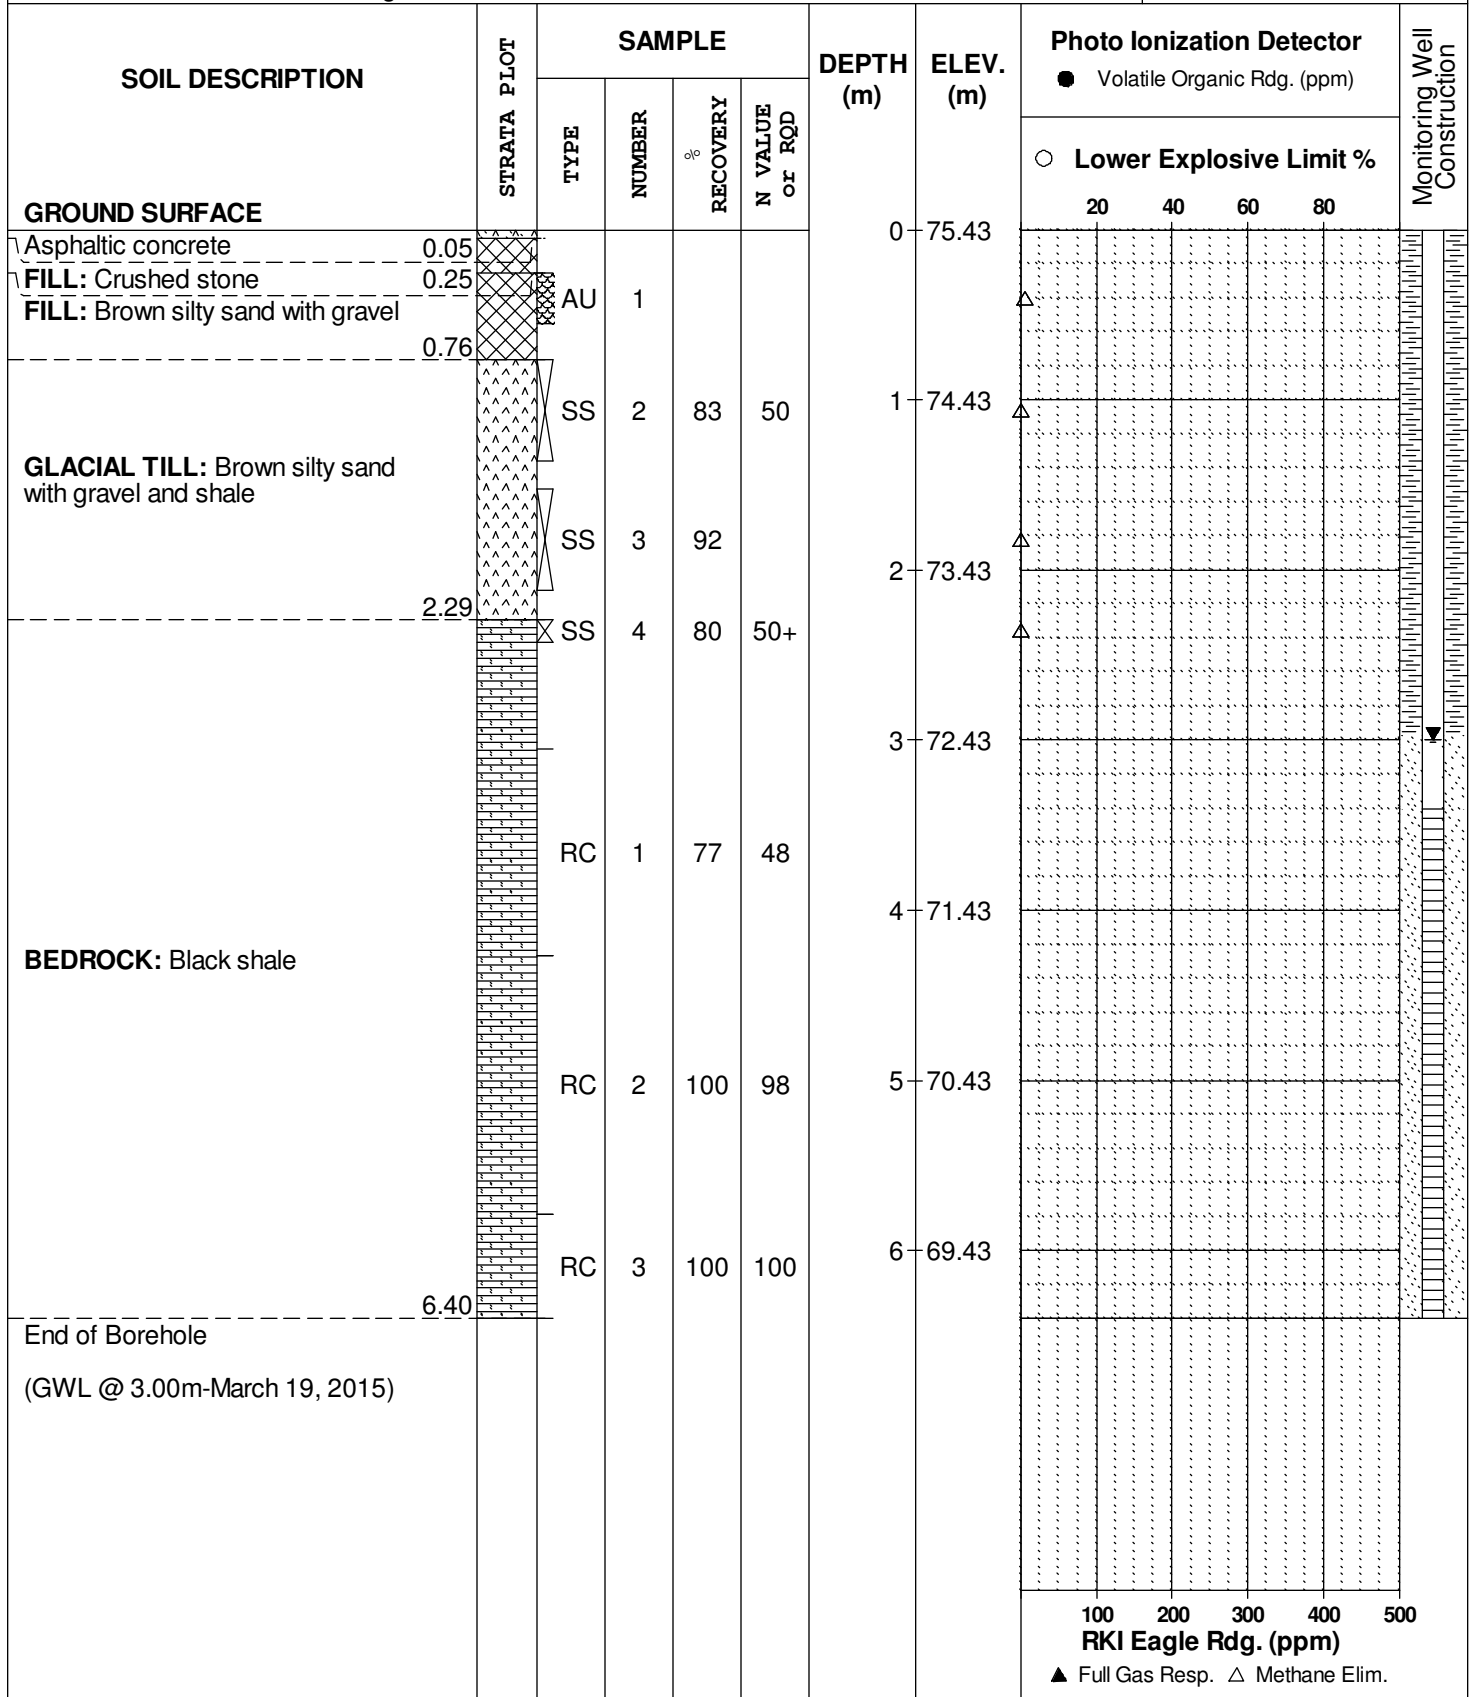 SOIL DESCRIPTION
STRATA PLOT
SAMPLE
TYPE
NUMBER
% RECOVERY
N VALUE or RQD
DEPTH (m)
ELEV. (m)
Photo Ionization Detector
● Volatile Organic Rdg. (ppm)
○ Lower Explosive Limit %
20 40 60 80
Monitoring Well Construction
GROUND SURFACE
0 75.43
Asphaltic concrete 0.05
FILL: Crushed stone 0.25
AU 1
FILL: Brown silty sand with gravel
0.76
1 74.43
SS 2 83 50
GLACIAL TILL: Brown silty sand
with gravel and shale
SS 3 92
2 73.43
2.29
SS 4 80 50+
3 72.43
RC 1 77 48
4 71.43
BEDROCK: Black shale
RC 2 100 98
5 70.43
6 69.43
RC 3 100 100
6.40
End of Borehole
(GWL @ 3.00m-March 19, 2015)
100 200 300 400 500
RKI Eagle Rdg. (ppm)
▲ Full Gas Resp. △ Methane Elim.